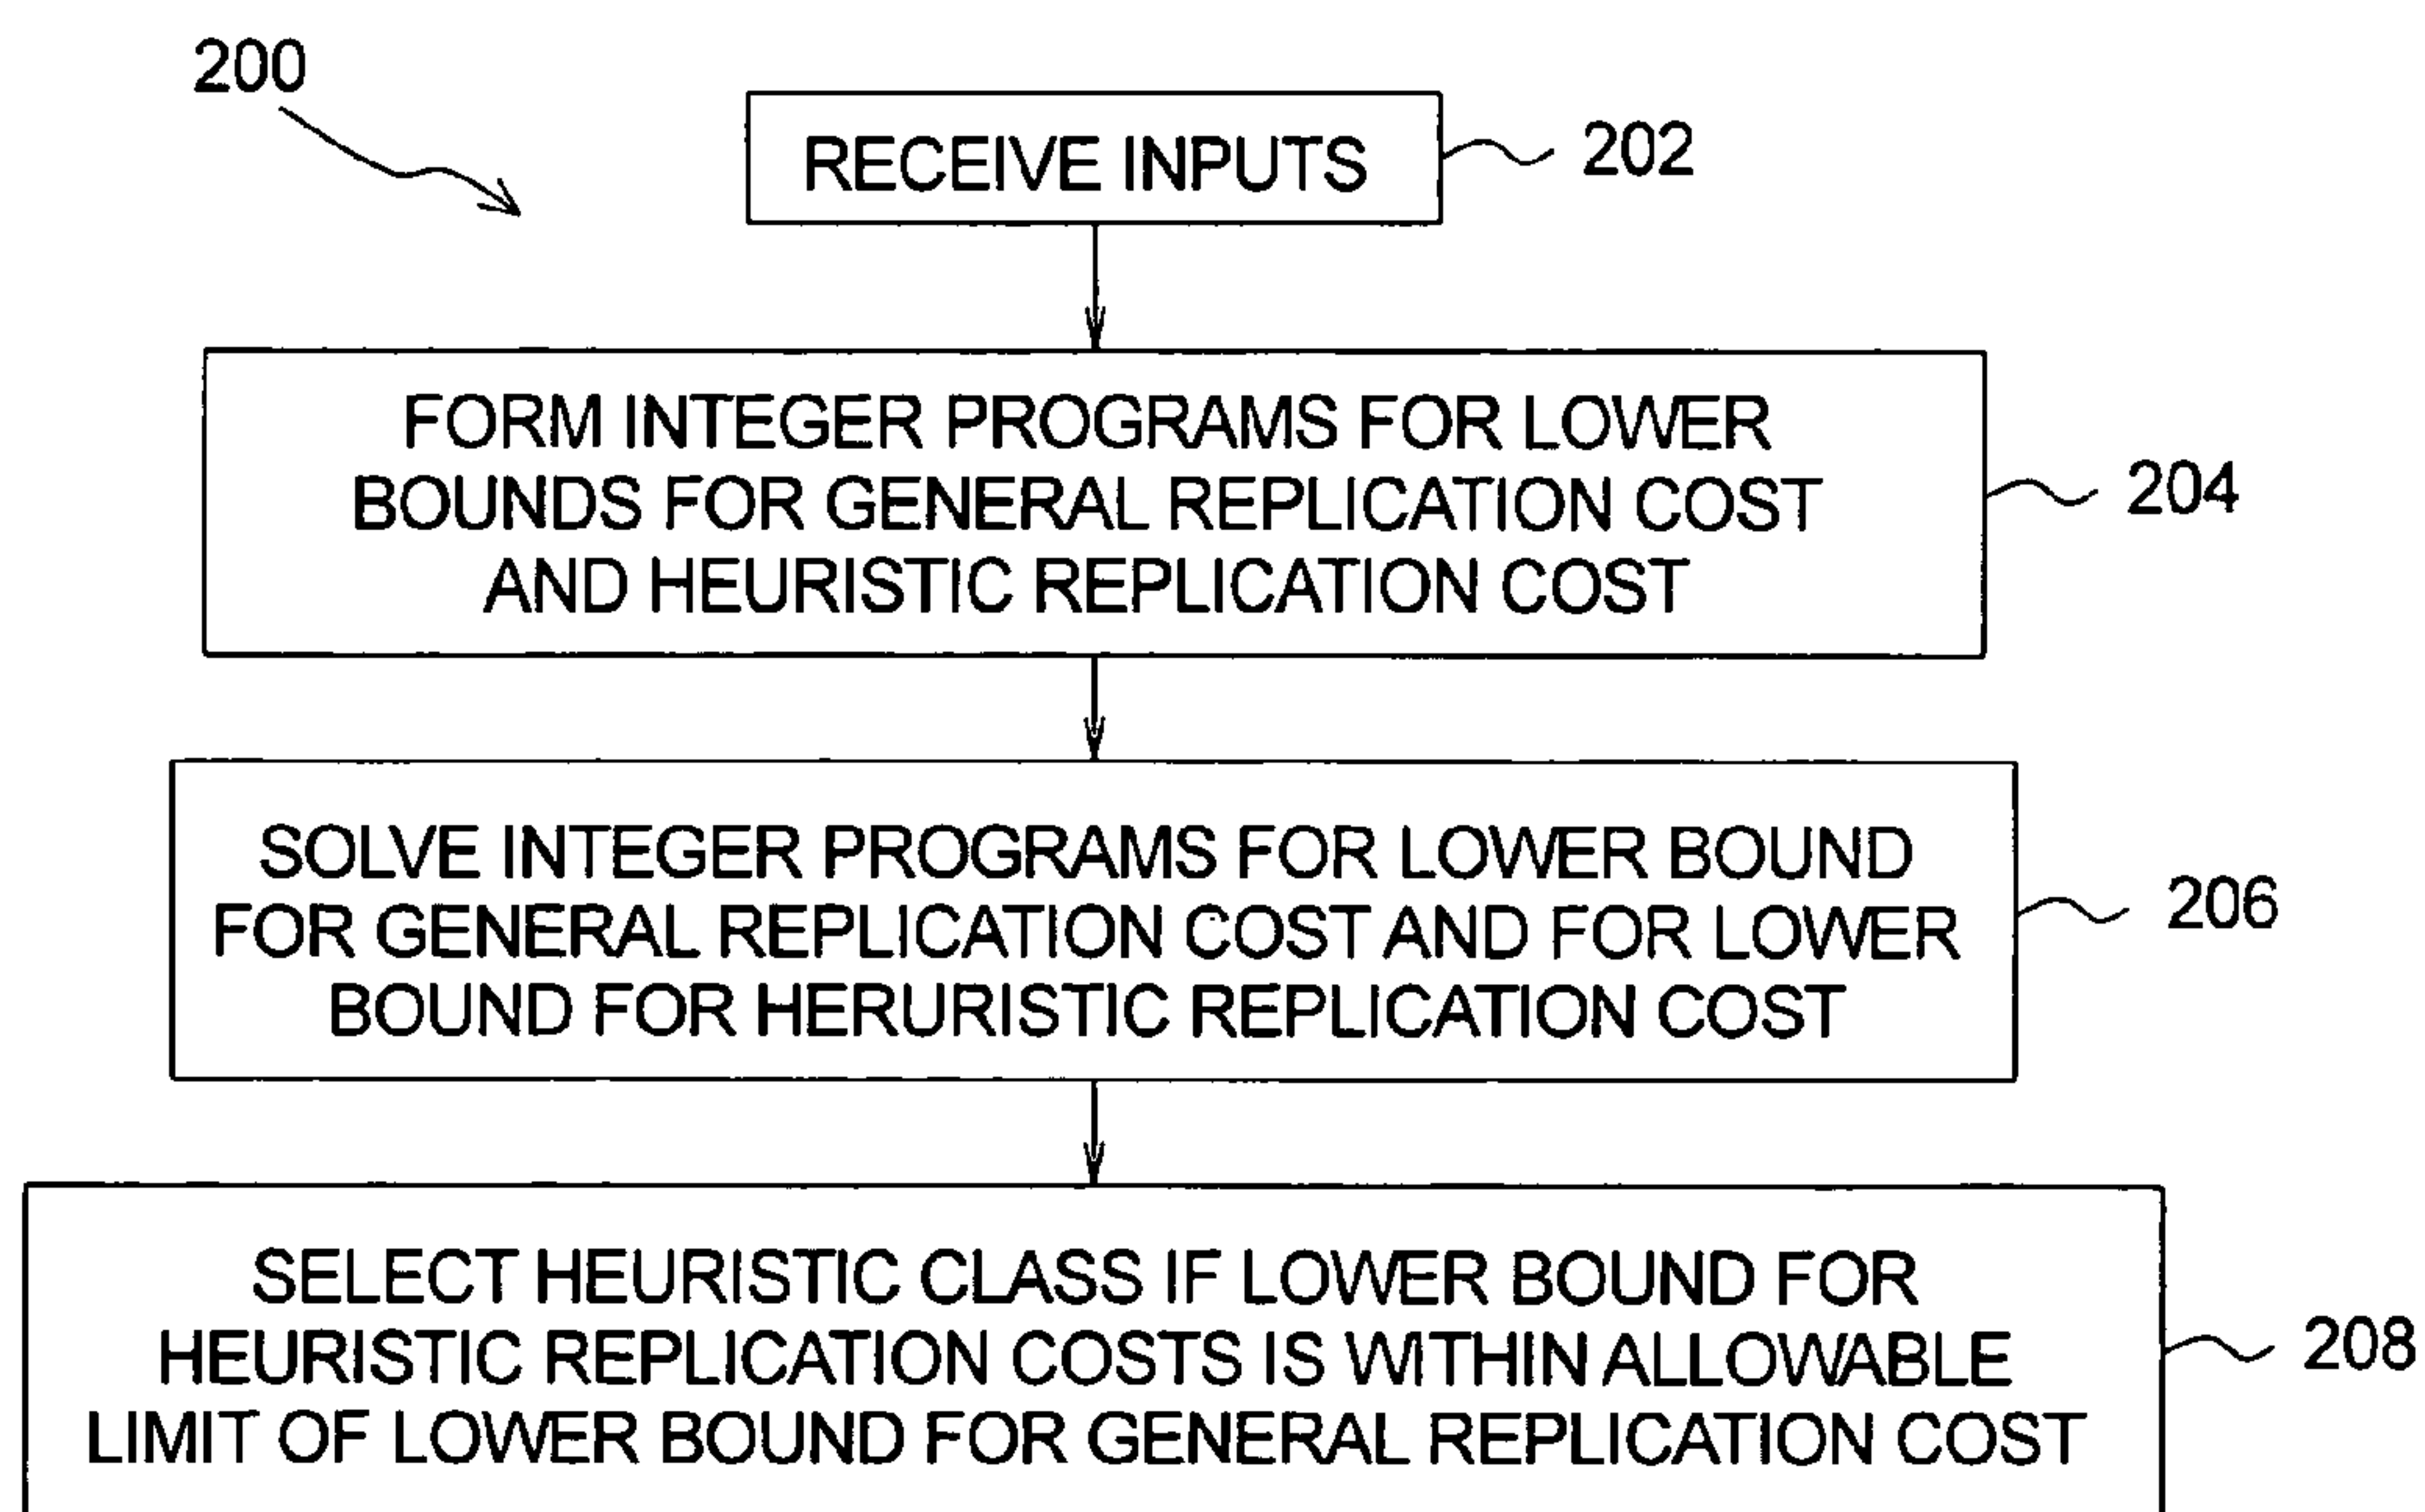 200
RECEIVE INPUTS
202
FORM INTEGER PROGRAMS FOR LOWER
BOUNDS FOR GENERAL REPLICATION COST
AND HEURISTIC REPLICATION COST
204
SOLVE INTEGER PROGRAMS FOR LOWER BOUND
FOR GENERAL REPLICATION COST AND FOR LOWER
BOUND FOR HERURISTIC REPLICATION COST
206
SELECT HEURISTIC CLASS IF LOWER BOUND FOR
HEURISTIC REPLICATION COSTS IS WITHIN ALLOWABLE
LIMIT OF LOWER BOUND FOR GENERAL REPLICATION COST
208